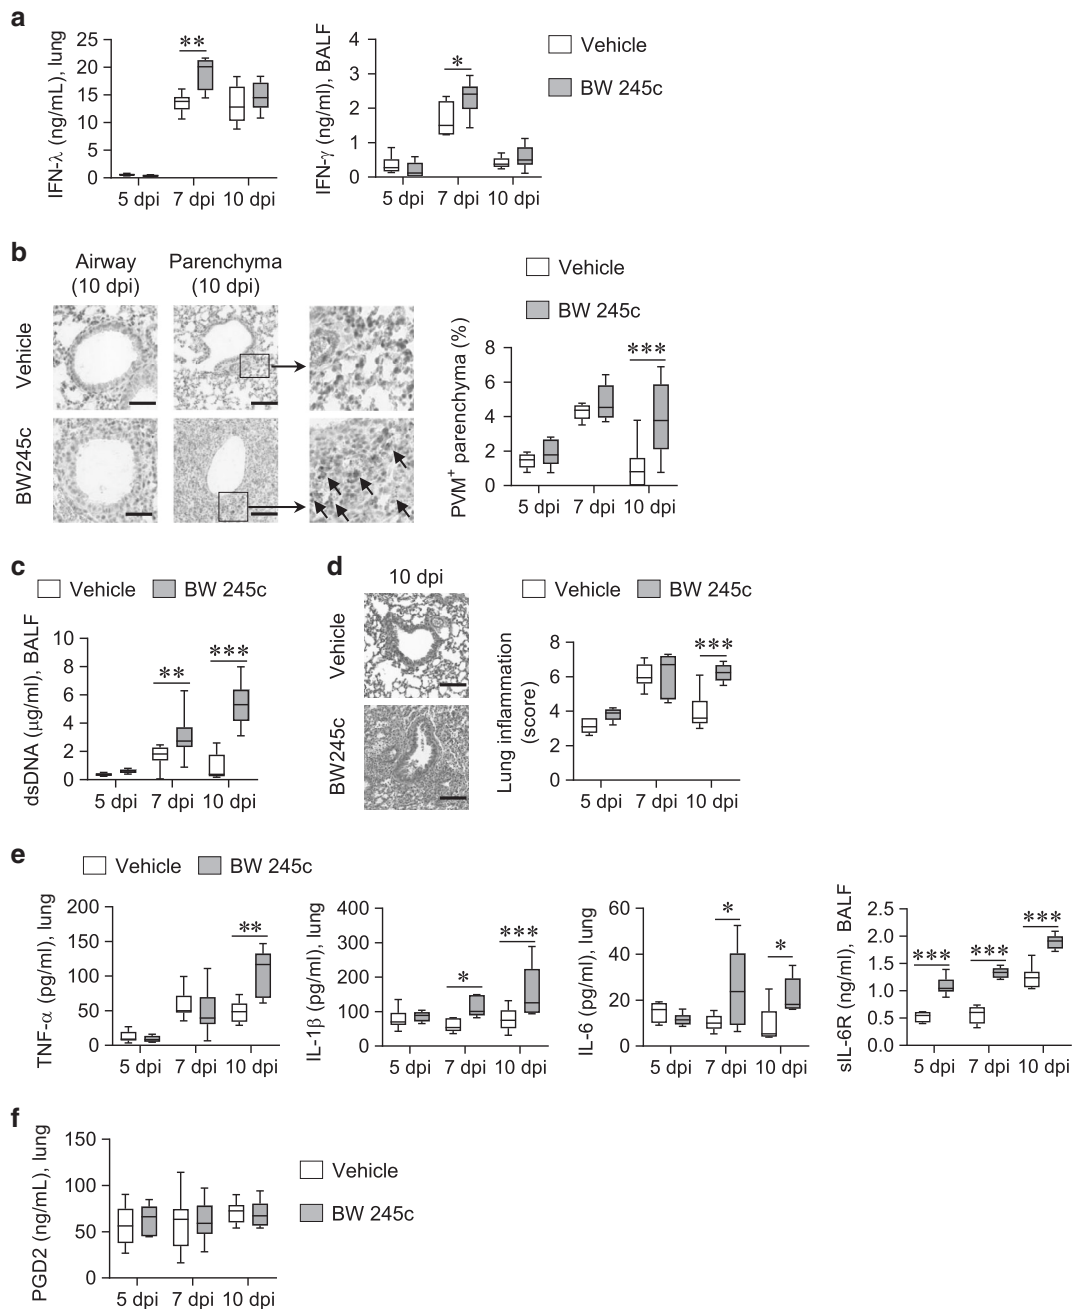 a
IFN-λ (ng/mL), lung
25
20
15
10
5
0
**
5 dpi 7 dpi 10 dpi
IFN-γ (ng/ml), BALF
4
3
2
1
0
*
5 dpi 7 dpi 10 dpi
Vehicle
BW 245c
b
Airway
(10 dpi)
Parenchyma
(10 dpi)
Vehicle
BW245c
Vehicle
BW 245c
PVM+ parenchyma (%)
8
6
4
2
0
***
5 dpi 7 dpi 10 dpi
c
Vehicle BW 245c
dsDNA (μg/ml), BALF
10
8
6
4
2
0
**
***
5 dpi 7 dpi 10 dpi
d
10 dpi
Vehicle
BW245c
Vehicle BW 245c
Lung inflammation
(score)
8
6
4
2
0
***
5 dpi 7 dpi 10 dpi
e
Vehicle BW 245c
TNF-α (pg/ml), lung
200
150
100
50
0
**
5 dpi 7 dpi 10 dpi
IL-1β (pg/ml), lung
400
300
200
100
0
*
***
5 dpi 7 dpi 10 dpi
IL-6 (pg/ml), lung
60
40
20
0
*
*
5 dpi 7 dpi 10 dpi
sIL-6R (ng/ml), BALF
2.5
2.0
1.5
1.0
0.5
0.0
***
***
***
5 dpi 7 dpi 10 dpi
f
PGD2 (ng/mL), lung
150
100
50
0
5 dpi 7 dpi 10 dpi
Vehicle
BW 245c